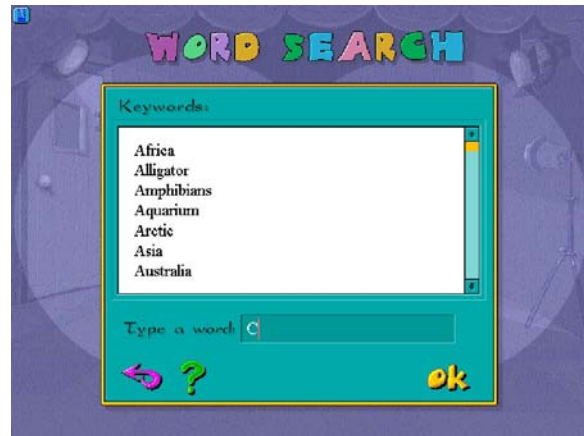 WORD SEARCH
Keywords:
Africa
Alligator
Amphibians
Aquarium
Arctic
Asia
Australia
Type a word: C
?
ok